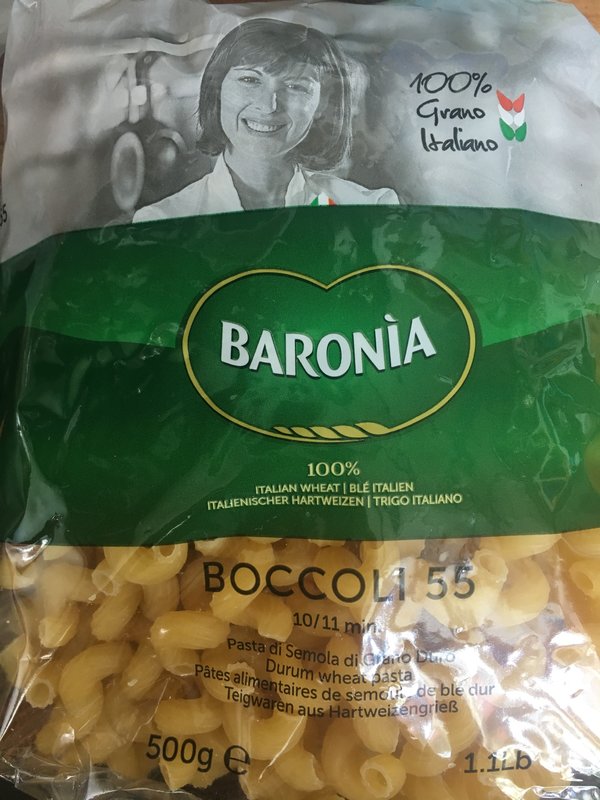 100%
Grano
Italiano
BARONÌA
100%
ITALIAN WHEAT | BLÉ ITALIEN
ITALIENISCHER HARTWEIZEN | TRIGO ITALIANO
BOCCOLI 55
10/11 min.
Pasta di Semola di Grano Duro
Durum wheat pasta
Pâtes alimentaires de semoule de blé dur
Teigwaren aus Hartweizengrieß
500g ℮
1.1Lb